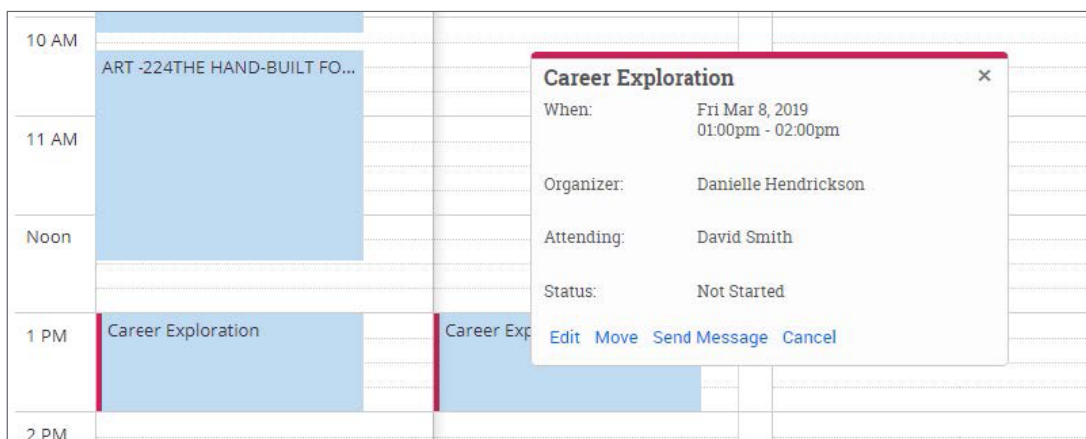 10 AM
ART -224THE HAND-BUILT FO...
11 AM
Noon
1 PM
Career Exploration
Career Exp
2 PM
Career Exploration ×
When: Fri Mar 8, 2019
01:00pm - 02:00pm
Organizer: Danielle Hendrickson
Attending: David Smith
Status: Not Started
Edit Move Send Message Cancel